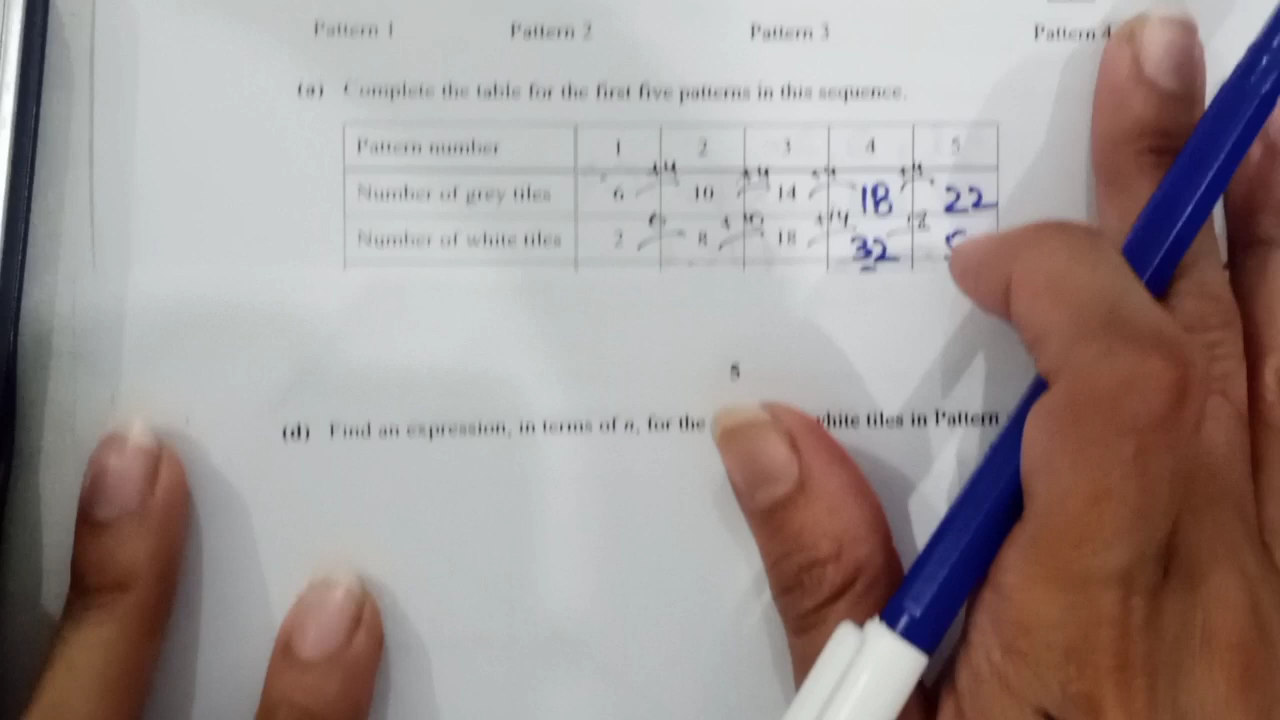 Pattern 1 Pattern 2 Pattern 3 Pattern 4
(a) Complete the table for the first five patterns in this sequence.
Pattern number 1 2 3 4 5
+4 +4 +4 +4
Number of grey tiles 6 10 14 18 22
6 +10 +14
Number of white tiles 2 8 18 32 5
5
(d) Find an expression, in terms of n, for the white tiles in Pattern